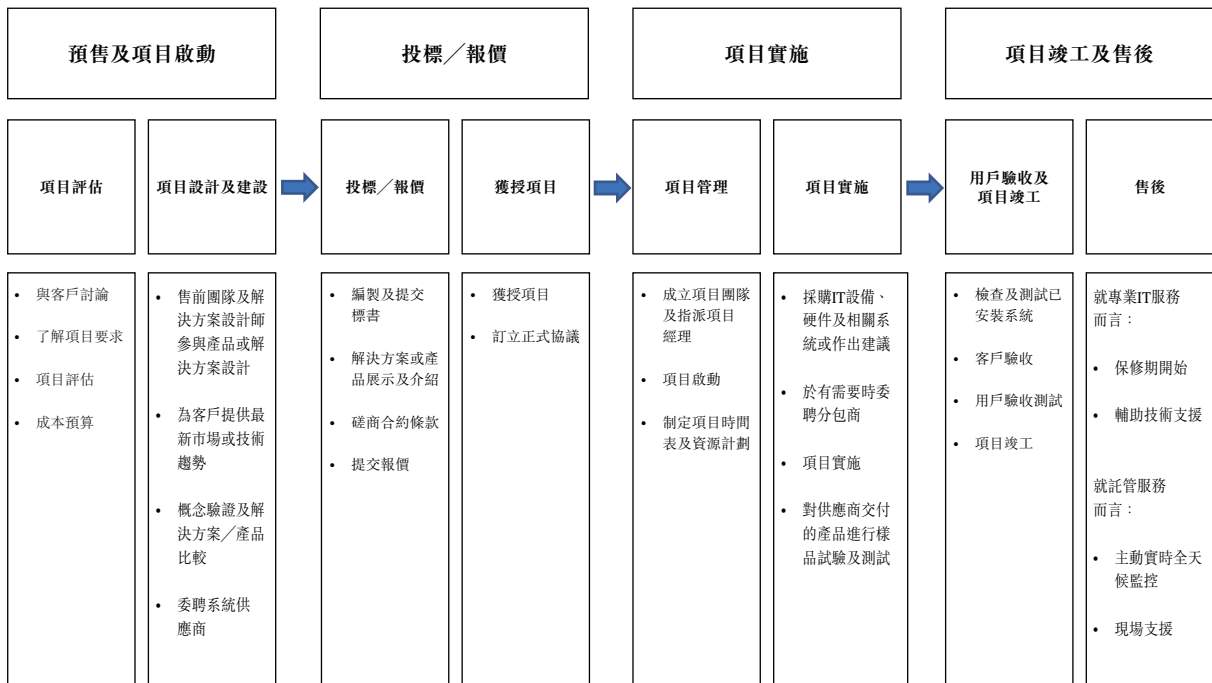 預售及項目啟動
投標／報價
項目實施
項目竣工及售後
項目評估
項目設計及建設
投標／報價
獲授項目
項目管理
項目實施
用戶驗收及
項目竣工
售後
• 與客戶討論
• 了解項目要求
• 項目評估
• 成本預算
• 售前團隊及解
決方案設計師
參與產品或解
決方案設計
• 為客戶提供最
新市場或技術
趨勢
• 概念驗證及解
決方案／產品
比較
• 委聘系統供
應商
• 編製及提交
標書
• 解決方案或產
品展示及介紹
• 磋商合約條款
• 提交報價
• 獲授項目
• 訂立正式協議
• 成立項目團隊
及指派項目
經理
• 項目啟動
• 制定項目時間
表及資源計劃
• 採購IT設備、
硬件及相關系
統或作出建議
• 於有需要時委
聘分包商
• 項目實施
• 對供應商交付
的產品進行樣
品試驗及測試
• 檢查及測試已
安裝系統
• 客戶驗收
• 用戶驗收測試
• 項目竣工
就專業IT服務
而言：
• 保修期開始
• 輔助技術支援
就託管服務
而言：
• 主動實時全天
候監控
• 現場支援